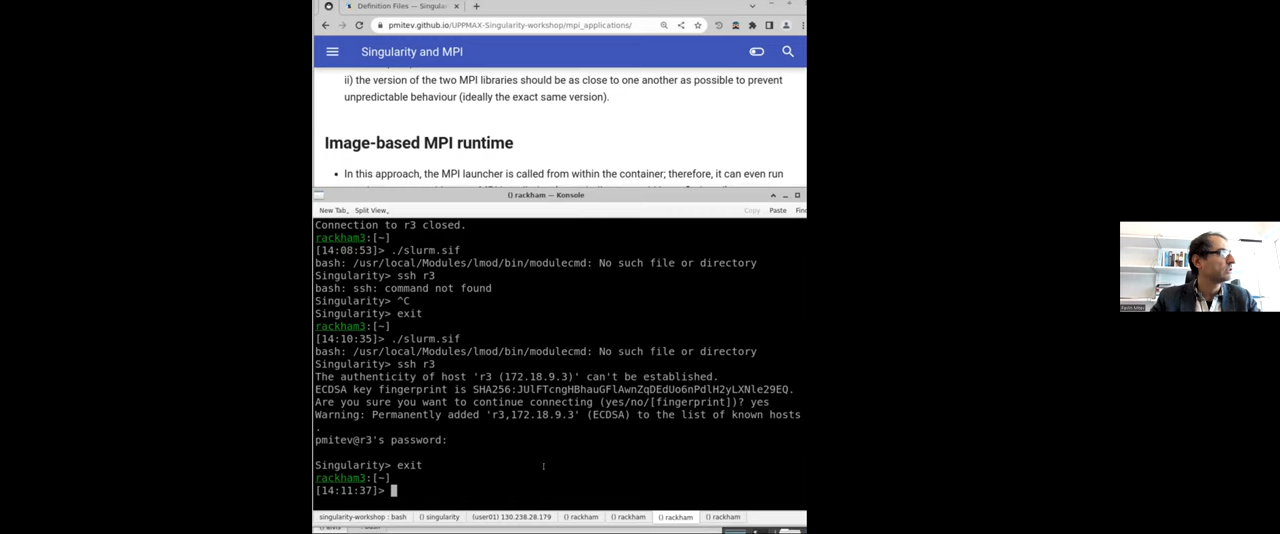 Definition Files — Singular
pmitev.github.io/UPPMAX-Singularity-workshop/mpi_applications/
Singularity and MPI
ii) the version of the two MPI libraries should be as close to one another as possible to prevent
unpredictable behaviour (ideally the exact same version).
Image-based MPI runtime
• In this approach, the MPI launcher is called from within the container; therefore, it can even run
() rackham — Konsole
New Tab Split View Copy Paste Find
Connection to r3 closed.
rackham3:[~]
[14:08:53]> ./slurm.sif
bash: /usr/local/Modules/lmod/bin/modulecmd: No such file or directory
Singularity> ssh r3
bash: ssh: command not found
Singularity> ^C
Singularity> exit
rackham3:[~]
[14:10:35]> ./slurm.sif
bash: /usr/local/Modules/lmod/bin/modulecmd: No such file or directory
Singularity> ssh r3
The authenticity of host 'r3 (172.18.9.3)' can't be established.
ECDSA key fingerprint is SHA256:JUlFTcngHBhauGFlAwnZqDEdUo6nPdlH2yLXNle29EQ.
Are you sure you want to continue connecting (yes/no/[fingerprint])? yes
Warning: Permanently added 'r3,172.18.9.3' (ECDSA) to the list of known hosts
.
pmitev@r3's password:
Singularity> exit
rackham3:[~]
[14:11:37]>
singularity-workshop : bash () singularity (user01) 130.238.28.179 () rackham () rackham () rackham () rackham